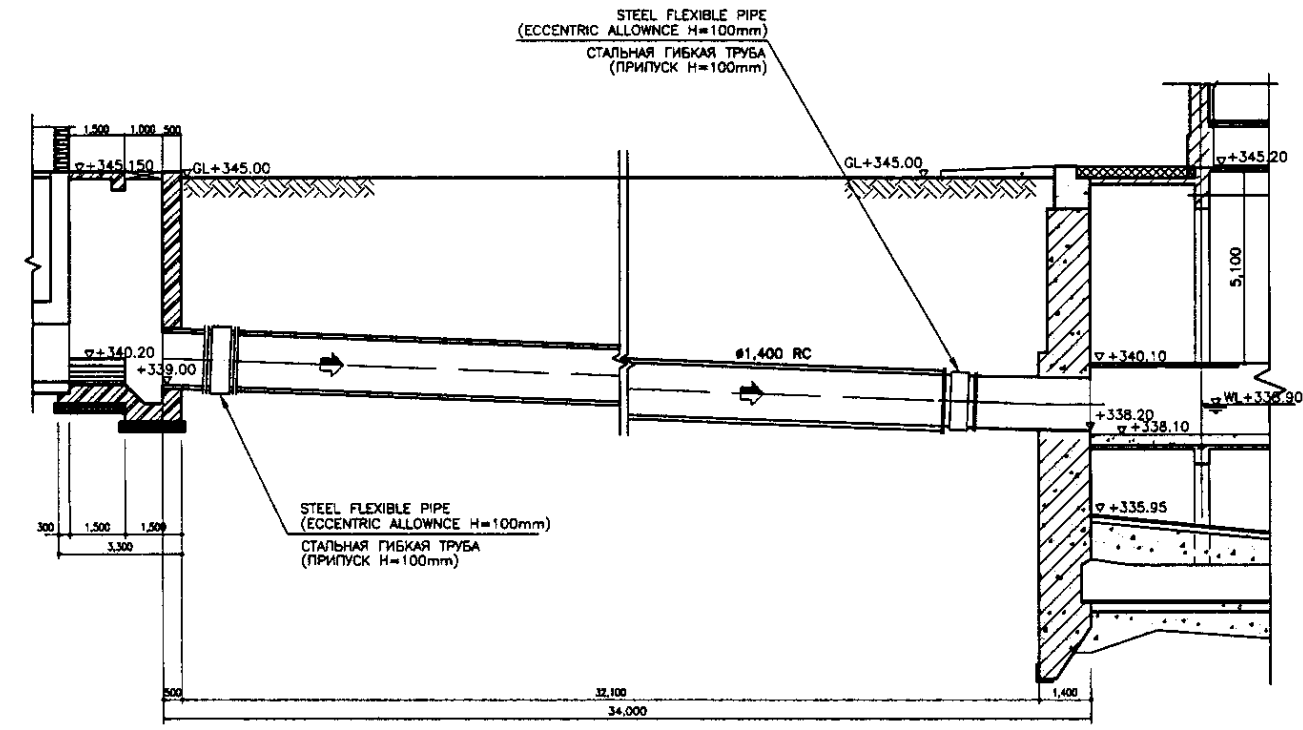 STEEL FLEXIBLE PIPE
(ECCENTRIC ALLOWNCE H=100mm)
СТАЛЬНАЯ ГИБКАЯ ТРУБА
(ПРИПУСК H=100mm)
1,500 1,000 500
+345.150
GL+345.00
GL+345.00
+345.20
5,100
+340.20
+339.00
ø1,400 RC
+340.10
WL+338.90
+338.20
+338.10
+335.95
STEEL FLEXIBLE PIPE
(ECCENTRIC ALLOWNCE H=100mm)
СТАЛЬНАЯ ГИБКАЯ ТРУБА
(ПРИПУСК H=100mm)
300 1,500 1,500
3,300
500 32,100 1,400
34,000